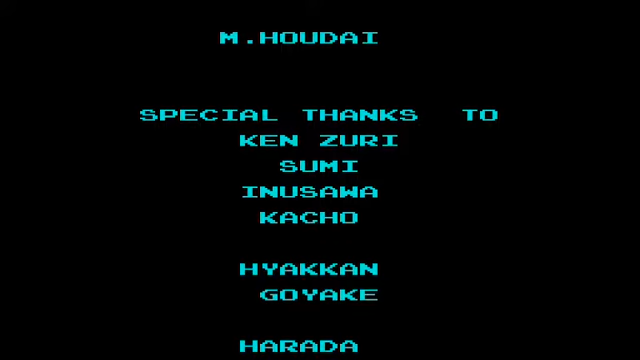 M.HOUDAI
SPECIAL THANKS TO
KEN ZURI
SUMI
INUSAWA
KACHO
HYAKKAN
GOYAKE
HARADA